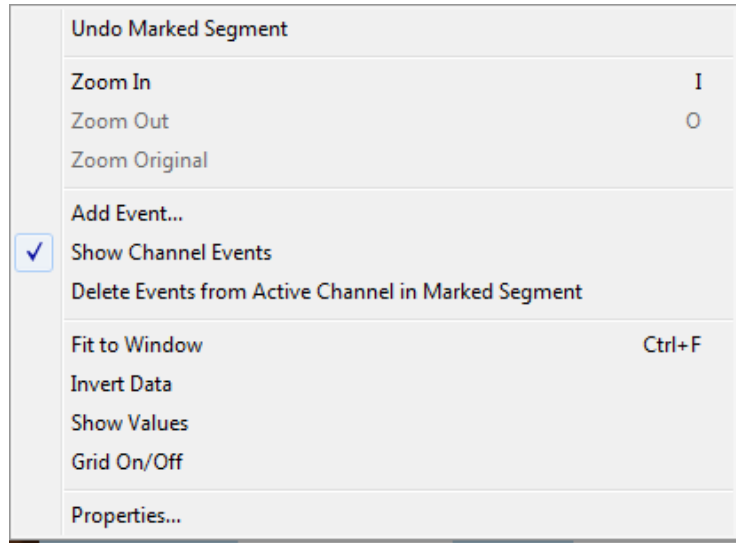 Undo Marked Segment
Zoom In I
Zoom Out O
Zoom Original
Add Event...
Show Channel Events
Delete Events from Active Channel in Marked Segment
Fit to Window Ctrl+F
Invert Data
Show Values
Grid On/Off
Properties...